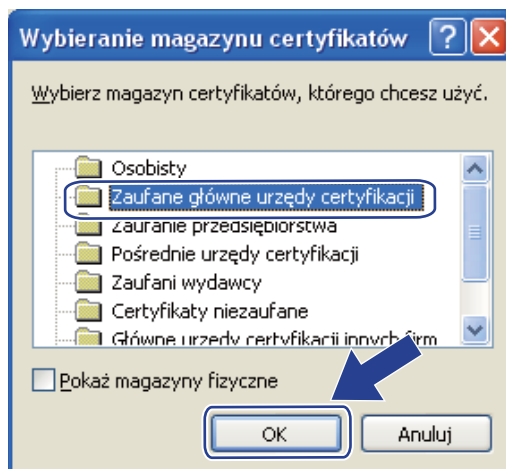 Wybieranie magazynu certyfikatów
Wybierz magazyn certyfikatów, którego chcesz użyć.
Osobisty
Zaufane główne urzędy certyfikacji
Zaufanie przedsiębiorstwa
Pośrednie urzędy certyfikacji
Zaufani wydawcy
Certyfikaty niezaufane
Główne urzędy certyfikacji innych firm
Pokaż magazyny fizyczne
OK Anuluj